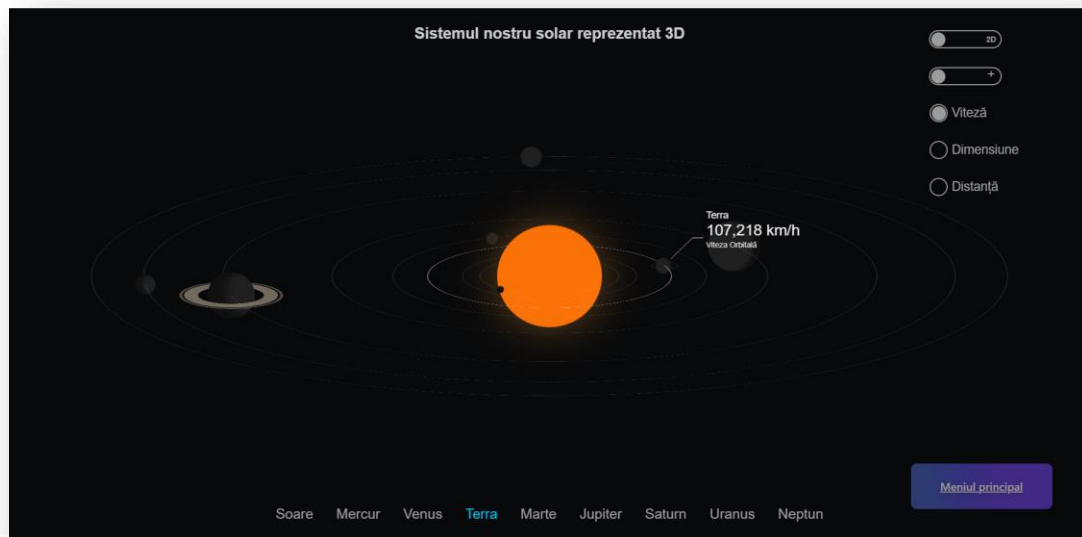 Sistemul nostru solar reprezentat 3D
2D
+
Viteză
Dimensiune
Distanță
Terra
107,218 km/h
Viteza Orbitală
Meniul principal
Soare Mercur Venus Terra Marte Jupiter Saturn Uranus Neptun